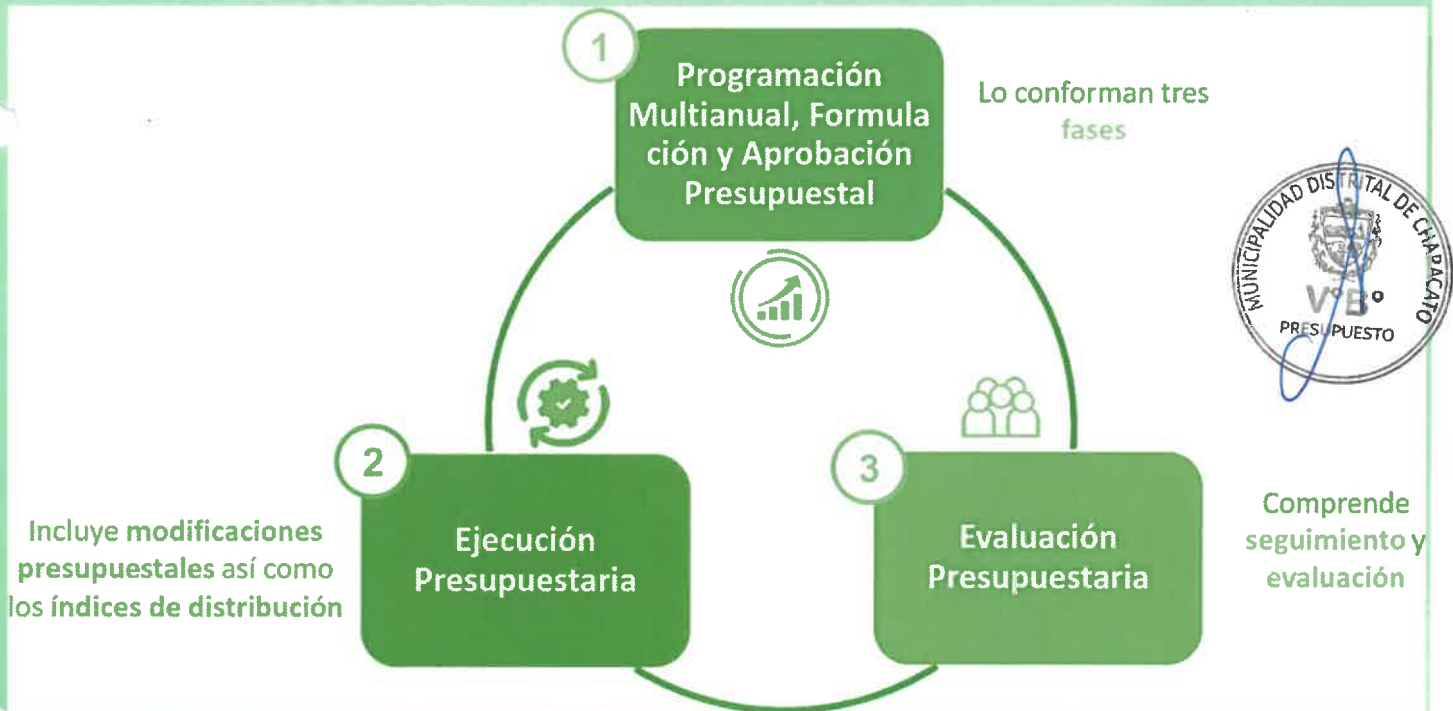 1
Programación
Multianual, Formula
ción y Aprobación
Presupuestal
Lo conforman tres
fases
MUNICIPALIDAD DISTRITAL DE CHARACATO
V°B°
PRESUPUESTO
2
Ejecución
Presupuestaria
Incluye modificaciones
presupuestales así como
los índices de distribución
3
Evaluación
Presupuestaria
Comprende
seguimiento y
evaluación